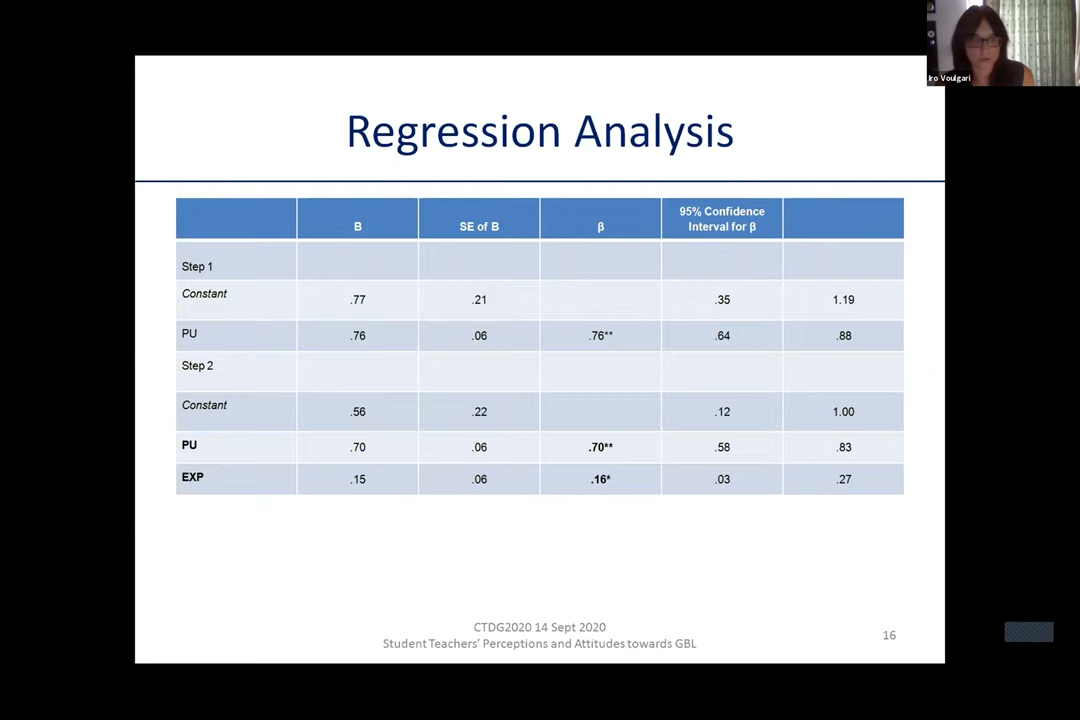 Iro Voulgari
Regression Analysis
B SE of B β 95% Confidence
Interval for β
Step 1
Constant .77 .21 .35 1.19
PU .76 .06 .76** .64 .88
Step 2
Constant .56 .22 .12 1.00
PU .70 .06 .70** .58 .83
EXP .15 .06 .16* .03 .27
CTDG2020 14 Sept 2020
Student Teachers’ Perceptions and Attitudes towards GBL
16